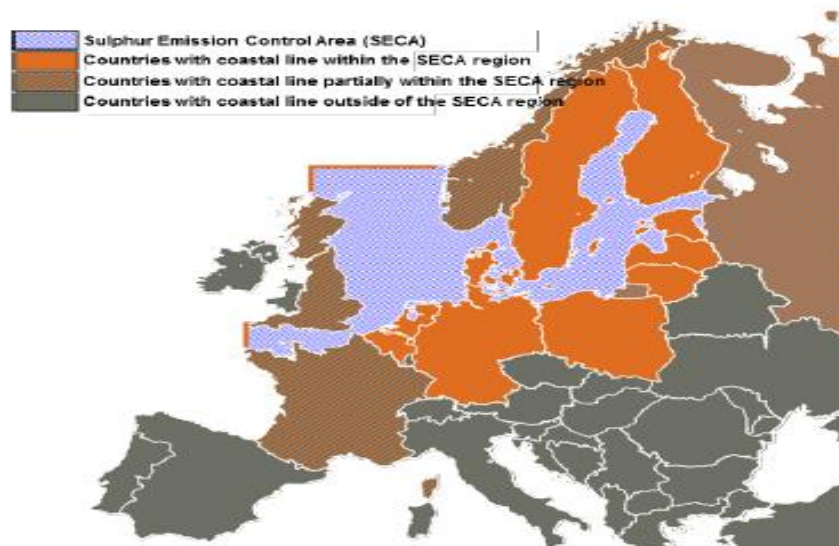 Sulphur Emission Control Area (SECA)
Countries with coastal line within the SECA region
Countries with coastal line partially within the SECA region
Countries with coastal line outside of the SECA region